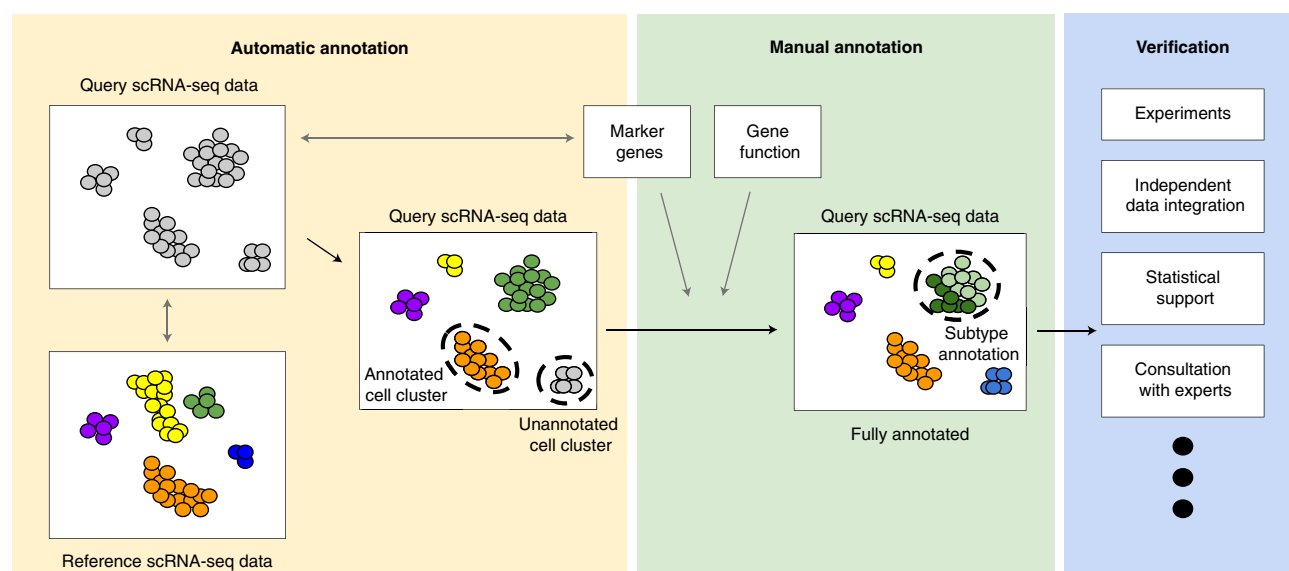 Automatic annotation
Manual annotation
Verification
Query scRNA-seq data
Marker
genes
Gene
function
Experiments
Independent
data integration
Query scRNA-seq data
Annotated
cell cluster
Unannotated
cell cluster
Query scRNA-seq data
Subtype
annotation
Fully annotated
Statistical
support
Consultation
with experts
Reference scRNA-seq data